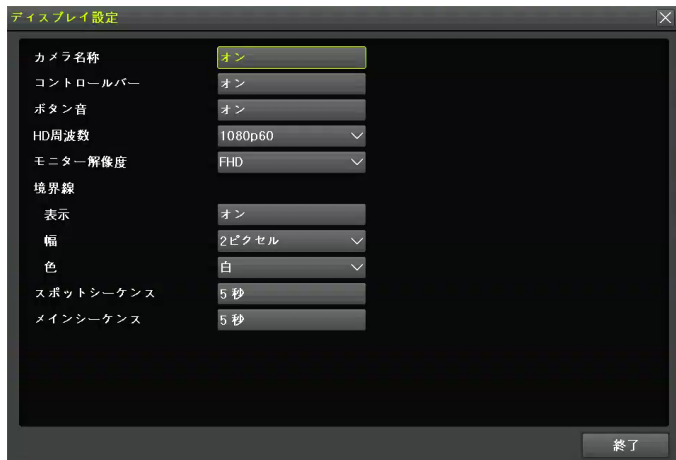 ディスプレイ設定
カメラ名称 オン
コントロールバー オン
ボタン音 オン
HD周波数 1080p60
モニター解像度 FHD
境界線
表示 オン
幅 2ピクセル
色 白
スポットシーケンス 5 秒
メインシーケンス 5 秒
終了